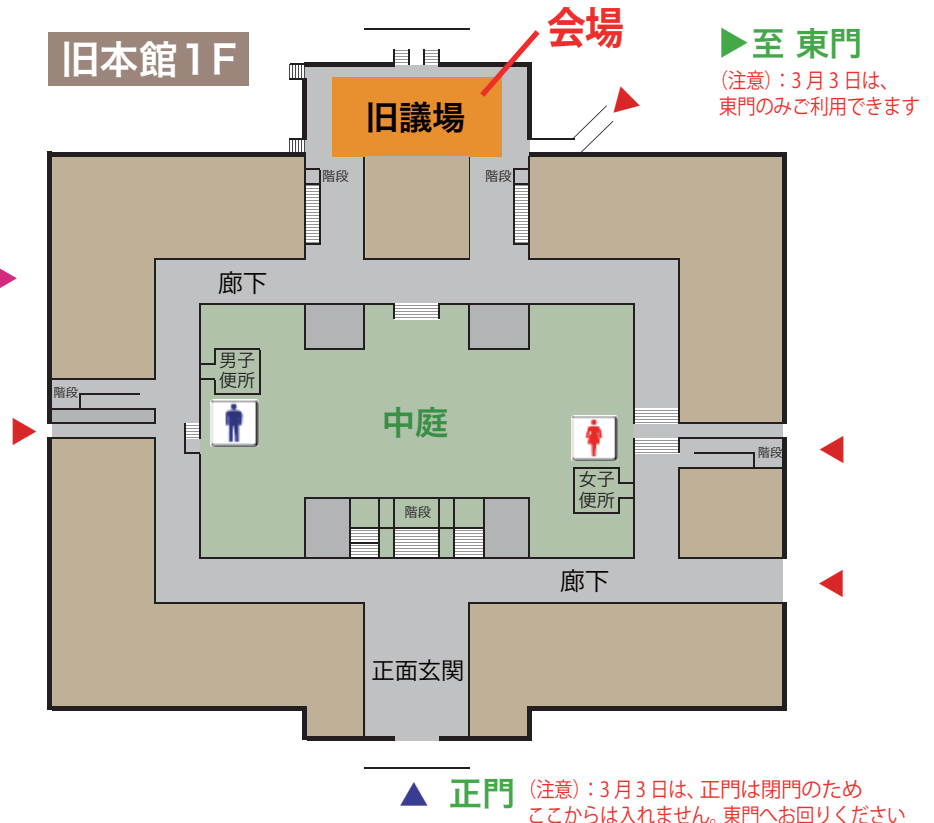 旧本館1F
会場
▶至 東門
(注意):3月3日は、
東門のみご利用できます
旧議場
階段
階段
廊下
男子
便所
階段
中庭
階段
女子
便所
階段
廊下
正面玄関
▲ 正門
(注意):3月3日は、正門は閉門のため
ここからは入れません。東門へお回りください